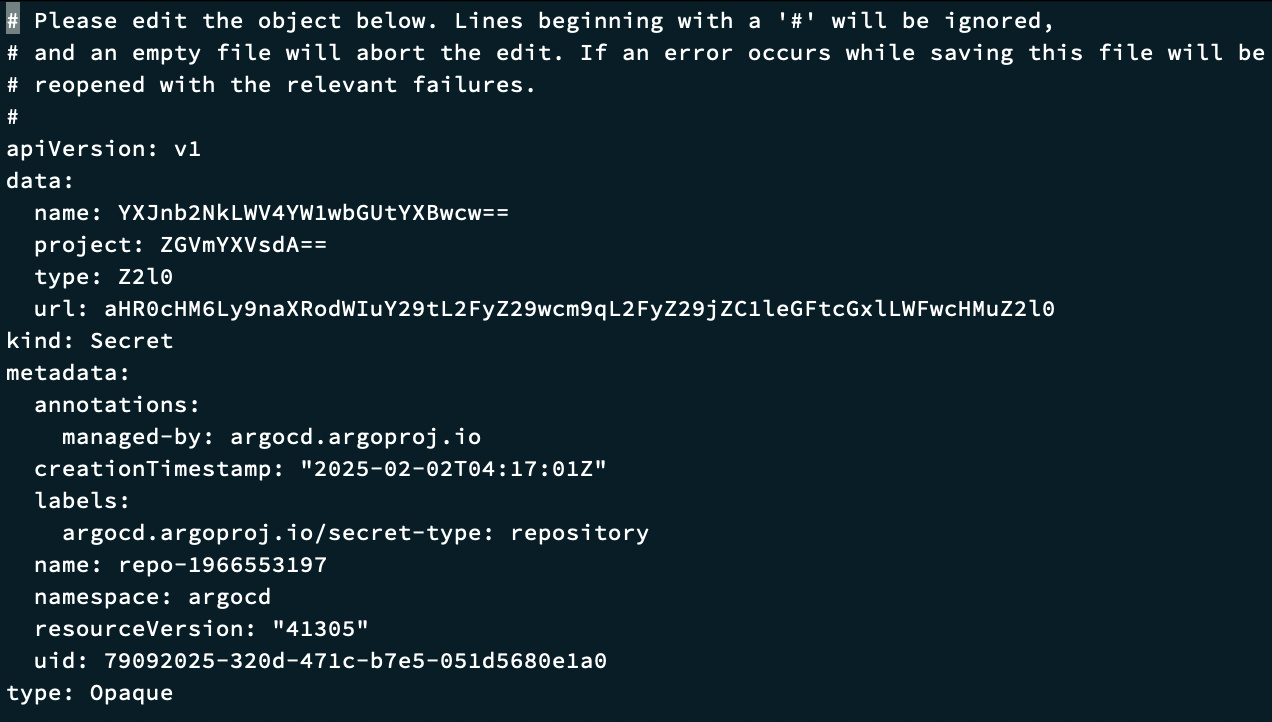 # Please edit the object below. Lines beginning with a '#' will be ignored,
# and an empty file will abort the edit. If an error occurs while saving this file will be
# reopened with the relevant failures.
#
apiVersion: v1
data:
  name: YXJnb2NkLWV4YW1wbGUtYXBwcw==
  project: ZGVmYXVsdA==
  type: Z2l0
  url: aHR0cHM6Ly9naXRodWIuY29tL2FyZ29wcm9qL2FyZ29jZC1leGFtcGxlLWFwcHMuZ2l0
kind: Secret
metadata:
  annotations:
    managed-by: argocd.argoproj.io
  creationTimestamp: "2025-02-02T04:17:01Z"
  labels:
    argocd.argoproj.io/secret-type: repository
  name: repo-1966553197
  namespace: argocd
  resourceVersion: "41305"
  uid: 79092025-320d-471c-b7e5-051d5680e1a0
type: Opaque